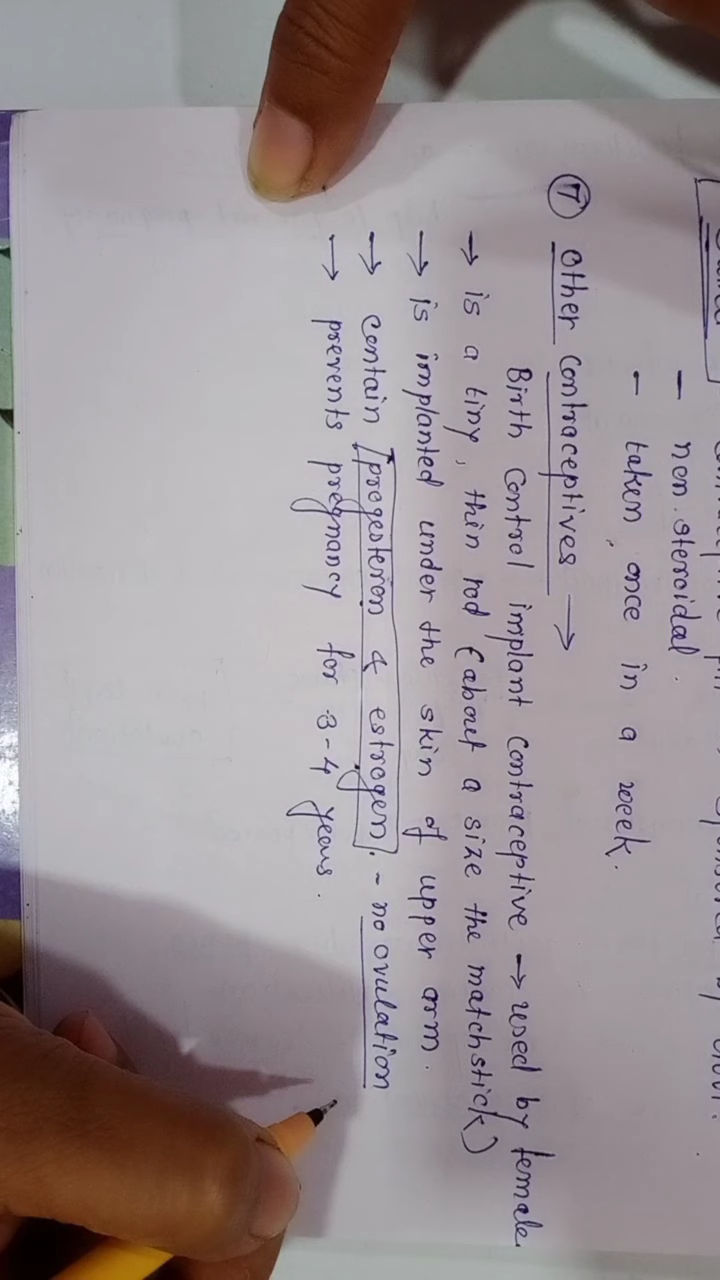 - non-steroidal.
- taken, once in a week.
⑦ Other Contraceptives →
Birth Control implant contraceptive → used by female.
→ is a tiny, thin rod (about a size the matchstick)
→ is implanted under the skin of upper arm.
→ contain [progesteron & estrogen]. - no ovulation
→ prevents pregnancy for 3-4 years.